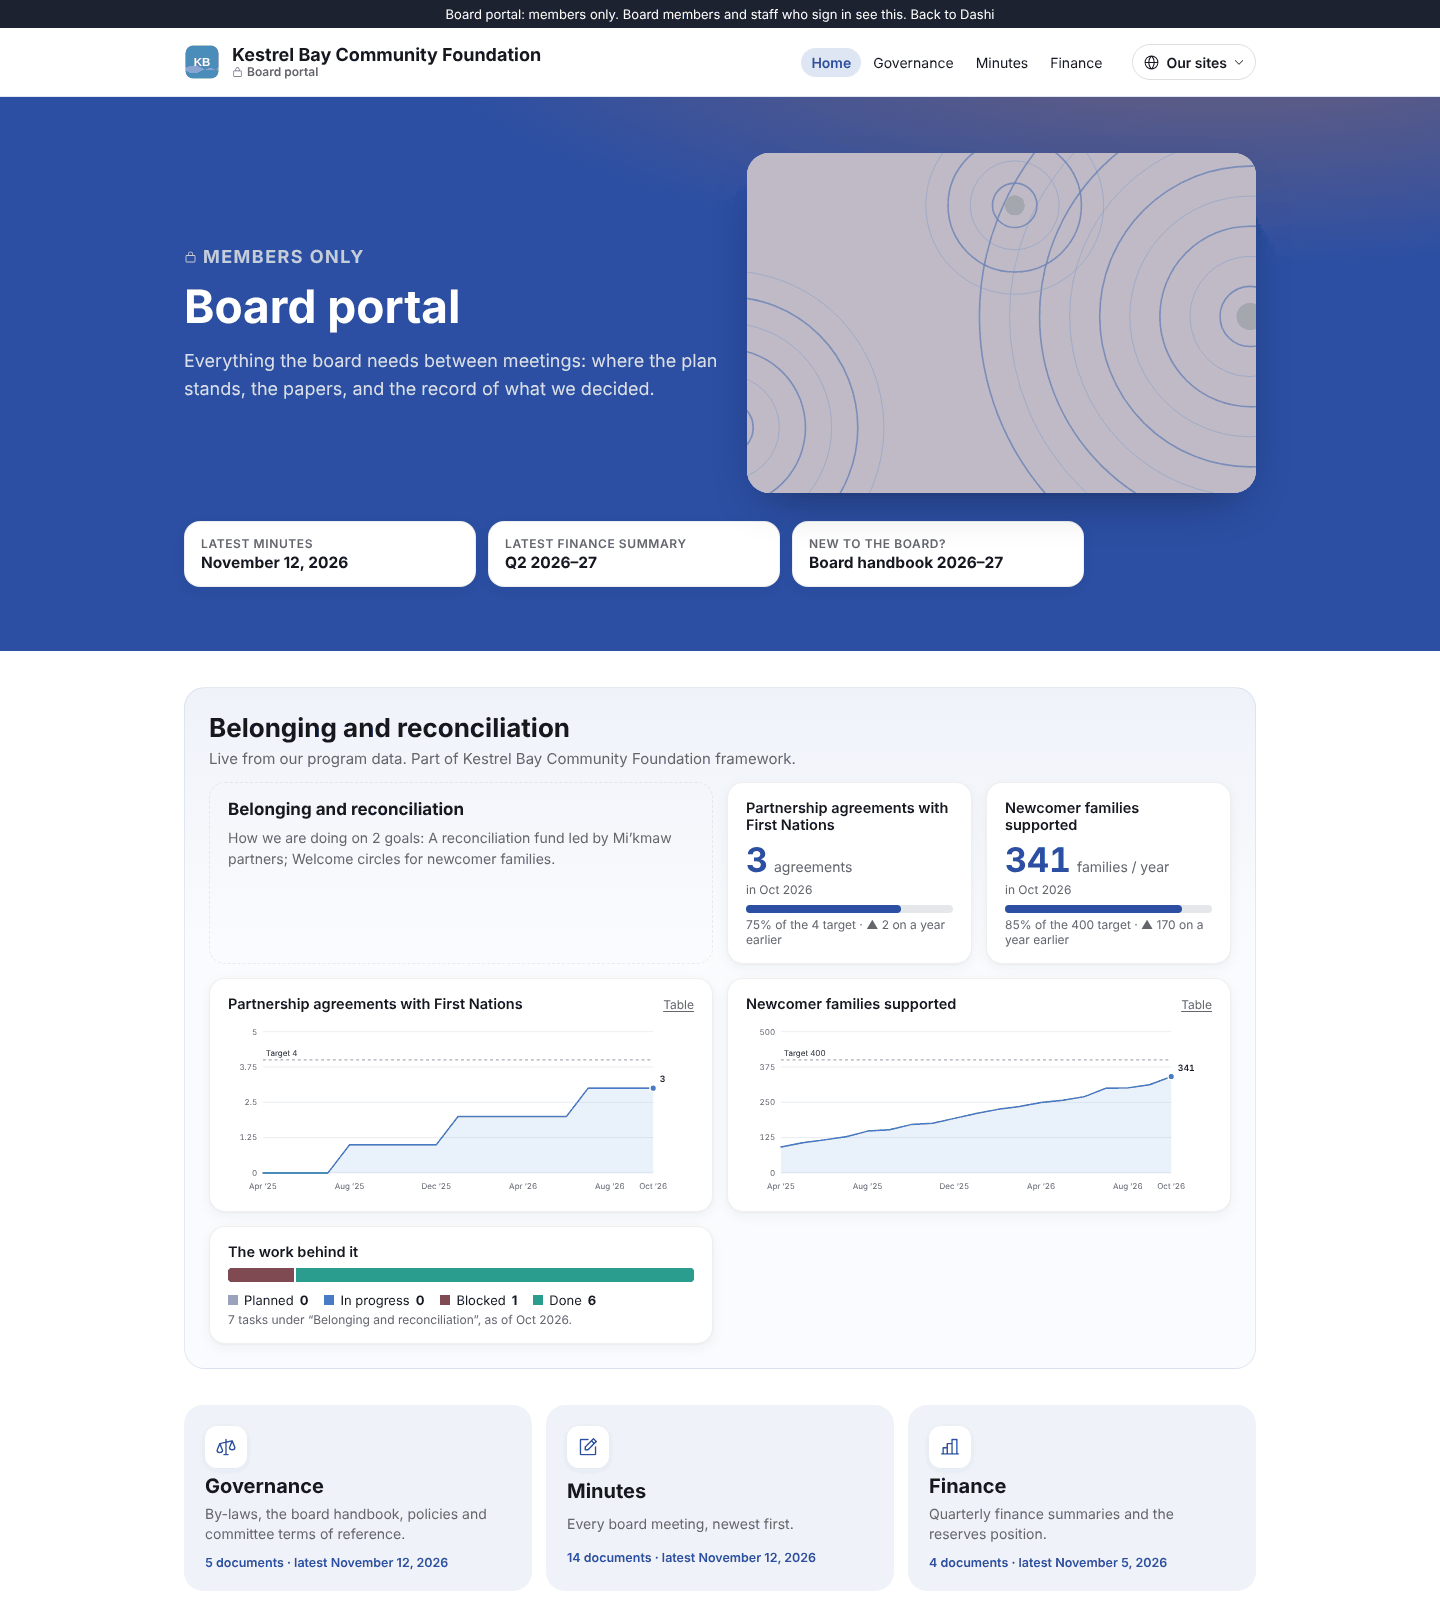 Board portal: members only. Board members and staff who sign in see this. Back to Dashi
KB
Kestrel Bay Community Foundation
Board portal
Home
Governance
Minutes
Finance
Our sites
MEMBERS ONLY
Board portal
Everything the board needs between meetings: where the plan
stands, the papers, and the record of what we decided.
LATEST MINUTES
November 12, 2026
LATEST FINANCE SUMMARY
Q2 2026–27
NEW TO THE BOARD?
Board handbook 2026–27
Belonging and reconciliation
Live from our program data. Part of Kestrel Bay Community Foundation framework.
Belonging and reconciliation
How we are doing on 2 goals: A reconciliation fund led by Mi’kmaw
partners; Welcome circles for newcomer families.
Partnership agreements with
First Nations
3 agreements
in Oct 2026
75% of the 4 target · ▲ 2 on a year
earlier
Newcomer families
supported
341 families / year
in Oct 2026
85% of the 400 target · ▲ 170 on a
year earlier
Partnership agreements with First Nations
Table
5
Target 4
3.75
3
2.5
1.25
0
Apr ’25
Aug ’25
Dec ’25
Apr ’26
Aug ’26
Oct ’26
Newcomer families supported
Table
500
Target 400
375
341
250
125
0
Apr ’25
Aug ’25
Dec ’25
Apr ’26
Aug ’26
Oct ’26
The work behind it
Planned 0
In progress 0
Blocked 1
Done 6
7 tasks under “Belonging and reconciliation”, as of Oct 2026.
Governance
By-laws, the board handbook, policies and
committee terms of reference.
5 documents · latest November 12, 2026
Minutes
Every board meeting, newest first.
14 documents · latest November 12, 2026
Finance
Quarterly finance summaries and the
reserves position.
4 documents · latest November 5, 2026